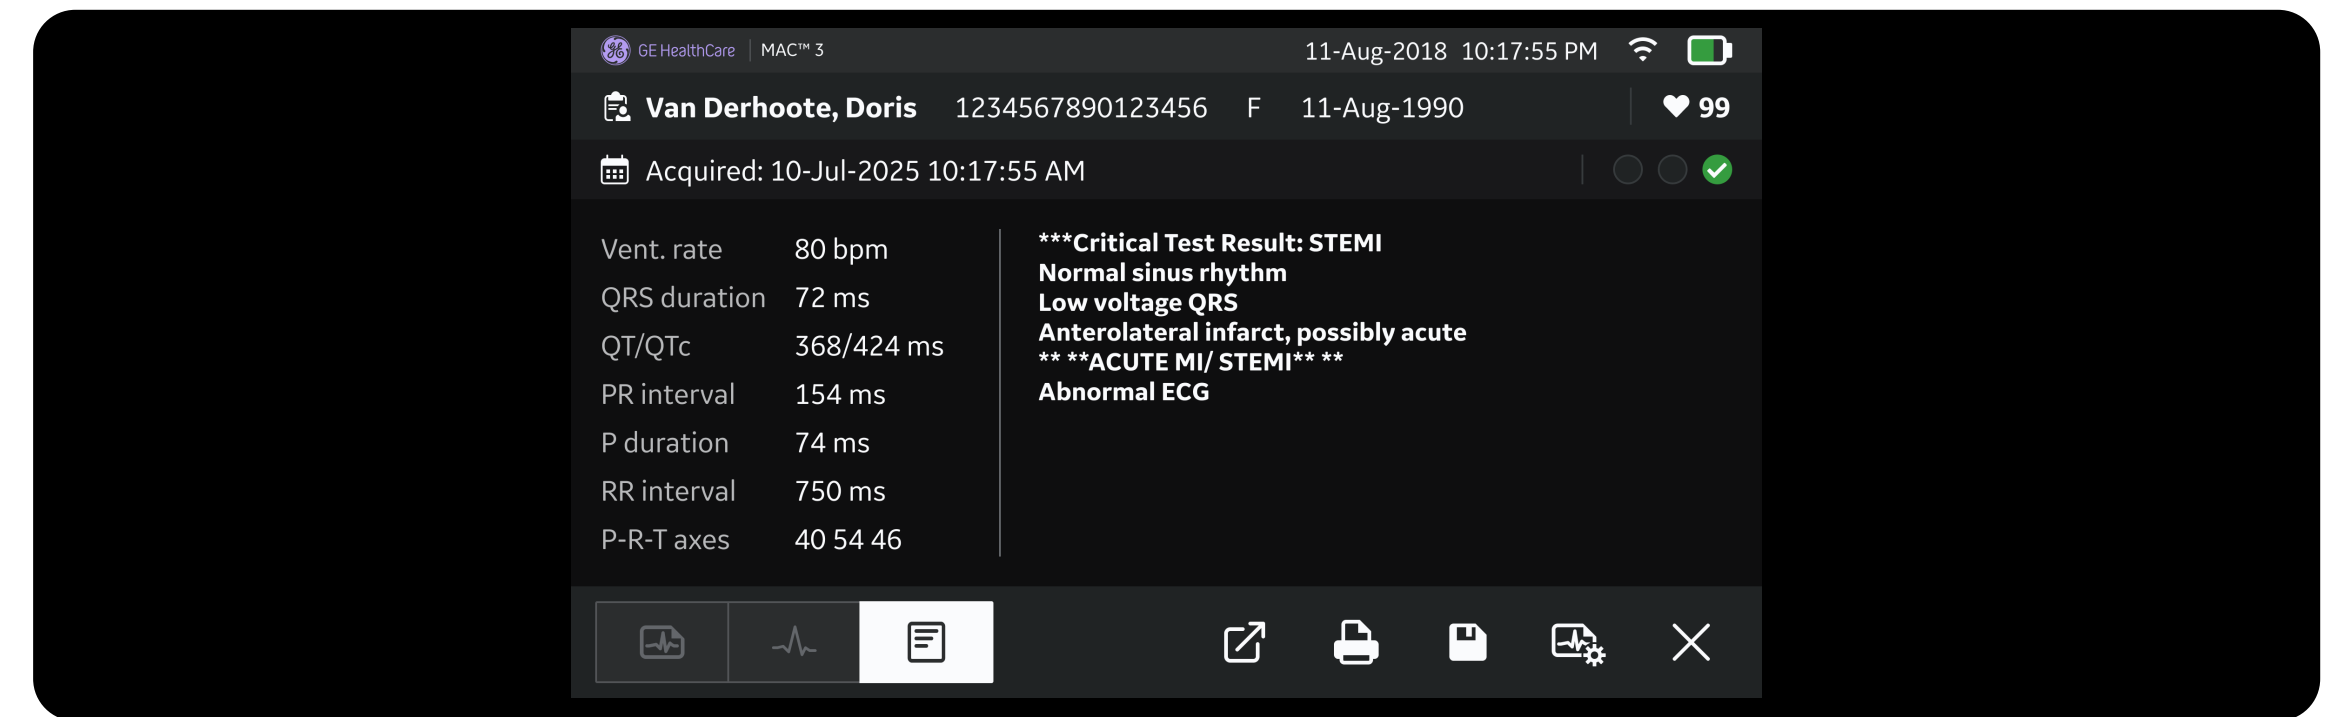 GE HealthCare MAC™ 3 11-Aug-2018 10:17:55 PM
Van Derhoote, Doris 1234567890123456 F 11-Aug-1990 99
Acquired: 10-Jul-2025 10:17:55 AM
Vent. rate 80 bpm
QRS duration 72 ms
QT/QTc 368/424 ms
PR interval 154 ms
P duration 74 ms
RR interval 750 ms
P-R-T axes 40 54 46
***Critical Test Result: STEMI
Normal sinus rhythm
Low voltage QRS
Anterolateral infarct, possibly acute
** **ACUTE MI/ STEMI** **
Abnormal ECG